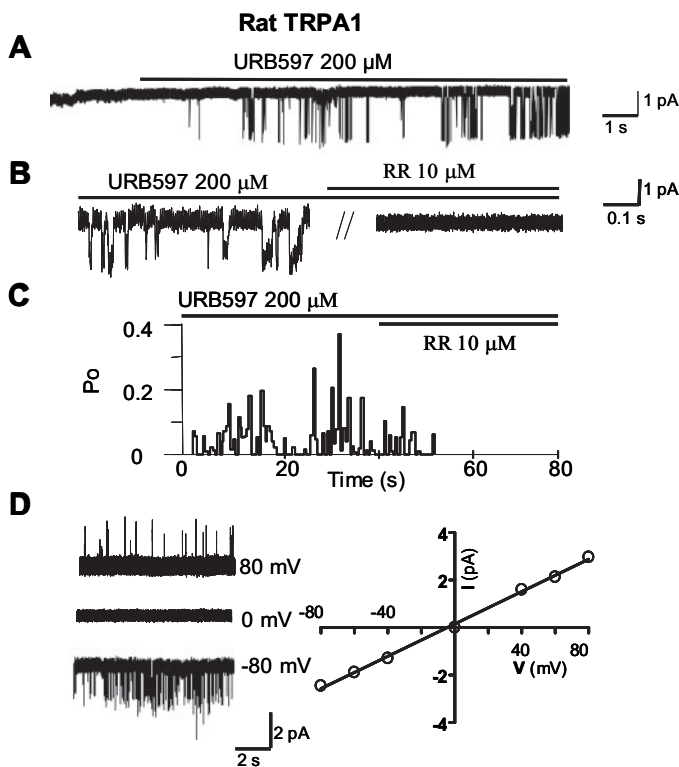 Rat TRPA1
A
URB597 200 µM
1 pA
1 s
B
URB597 200 µM
RR 10 µM
1 pA
0.1 s
C
URB597 200 µM
RR 10 µM
0.4
0.2
0
Po
0 20 60 80
Time (s)
D
80 mV
0 mV
-80 mV
2 pA
2 s
4
2
-2
-4
I (pA)
-80 -40
40 80
V (mV)